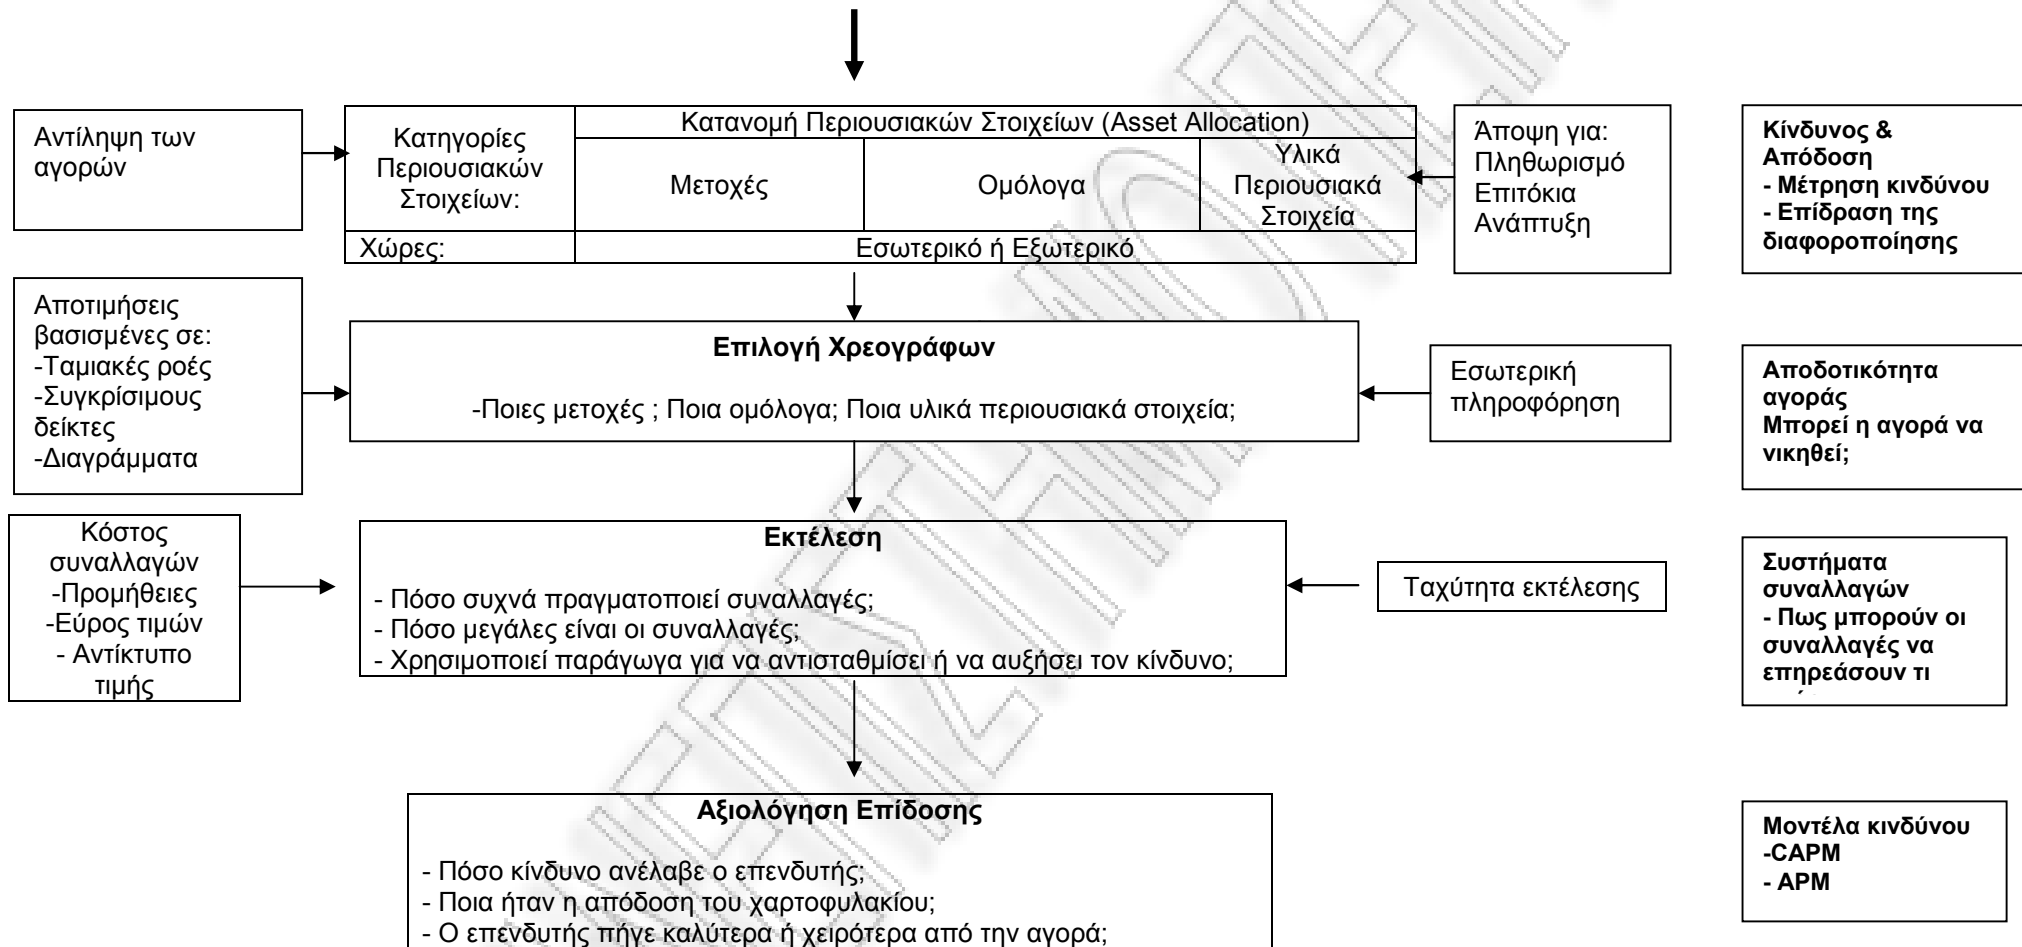 Αντίληψη των
αγορών
Κατηγορίες
Περιουσιακών
Στοιχείων:
Κατανομή Περιουσιακών Στοιχείων (Asset Allocation)
Μετοχές
Ομόλογα
Υλικά
Περιουσιακά
Στοιχεία
Χώρες:
Εσωτερικό ή Εξωτερικό
Άποψη για:
Πληθωρισμό
Επιτόκια
Ανάπτυξη
Κίνδυνος &
Απόδοση
- Μέτρηση κινδύνου
- Επίδραση της
διαφοροποίησης
Αποτιμήσεις
βασισμένες σε:
-Ταμιακές ροές
-Συγκρίσιμους
δείκτες
-Διαγράμματα
Επιλογή Χρεογράφων
-Ποιες μετοχές ; Ποια ομόλογα; Ποια υλικά περιουσιακά στοιχεία;
Εσωτερική
πληροφόρηση
Αποδοτικότητα
αγοράς
Μπορεί η αγορά να
νικηθεί;
Κόστος
συναλλαγών
-Προμήθειες
-Εύρος τιμών
- Αντίκτυπο
τιμής
Εκτέλεση
- Πόσο συχνά πραγματοποιεί συναλλαγές;
- Πόσο μεγάλες είναι οι συναλλαγές;
- Χρησιμοποιεί παράγωγα για να αντισταθμίσει ή να αυξήσει τον κίνδυνο;
Ταχύτητα εκτέλεσης
Συστήματα
συναλλαγών
- Πως μπορούν οι
συναλλαγές να
επηρεάσουν τι
Αξιολόγηση Επίδοσης
- Πόσο κίνδυνο ανέλαβε ο επενδυτής;
- Ποια ήταν η απόδοση του χαρτοφυλακίου;
- Ο επενδυτής πήγε καλύτερα ή χειρότερα από την αγορά;
Μοντέλα κινδύνου
-CAPM
- APM